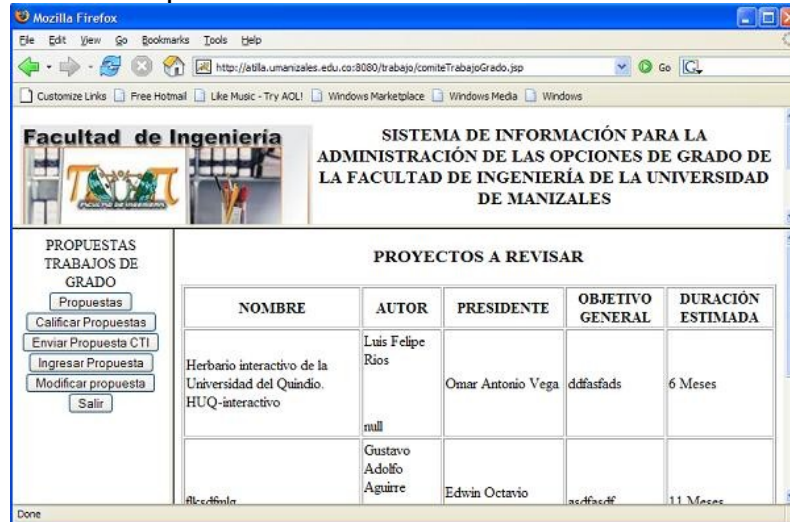 Mozilla Firefox
File Edit View Go Bookmarks Tools Help
http://atila.umanizales.edu.co:8080/trabajo/comiteTrabajoGrado.jsp Go
Customize Links Free Hotmail Like Music - Try AOL! Windows Marketplace Windows Media Windows
Facultad de Ingeniería
SISTEMA DE INFORMACIÓN PARA LA
ADMINISTRACIÓN DE LAS OPCIONES DE GRADO DE
LA FACULTAD DE INGENIERÍA DE LA UNIVERSIDAD
DE MANIZALES
FACULTAD DE INGENIERIA
PROPUESTAS
TRABAJOS DE
GRADO
Propuestas
Calificar Propuestas
Enviar Propuesta CTI
Ingresar Propuesta
Modificar propuesta
Salir
PROYECTOS A REVISAR
NOMBRE AUTOR PRESIDENTE OBJETIVO GENERAL DURACIÓN ESTIMADA
Luis Felipe
Rios
Herbario interactivo de la
Universidad del Quindio.
HUQ-interactivo
Omar Antonio Vega ddfasfads 6 Meses
null
Gustavo
Adolfo
Aguirre
Edwin Octavio
asdfasdf 11 Meses
Done